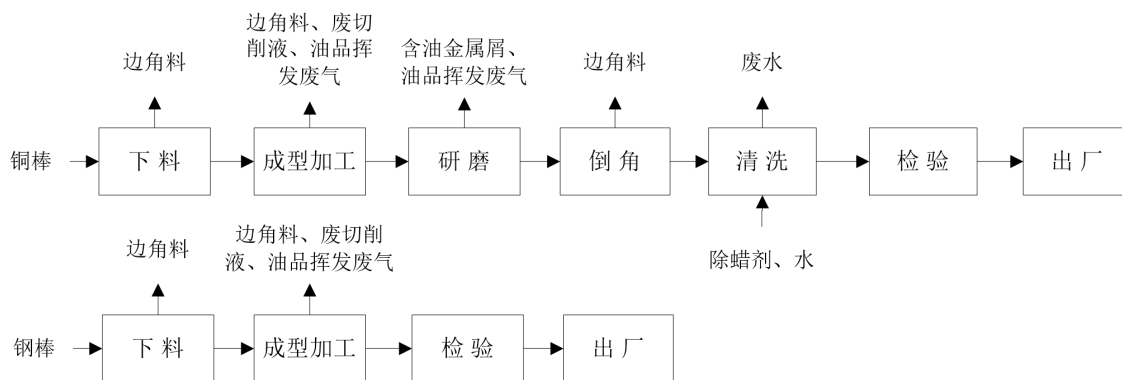 边角料
边角料、废切
削液、油品挥
发废气
含油金属屑、
油品挥发废气
边角料
废水
铜棒
下料
成型加工
研磨
倒角
清洗
检验
出厂
除蜡剂、水
边角料
边角料、废切削
液、油品挥发废气
钢棒
下料
成型加工
检验
出厂